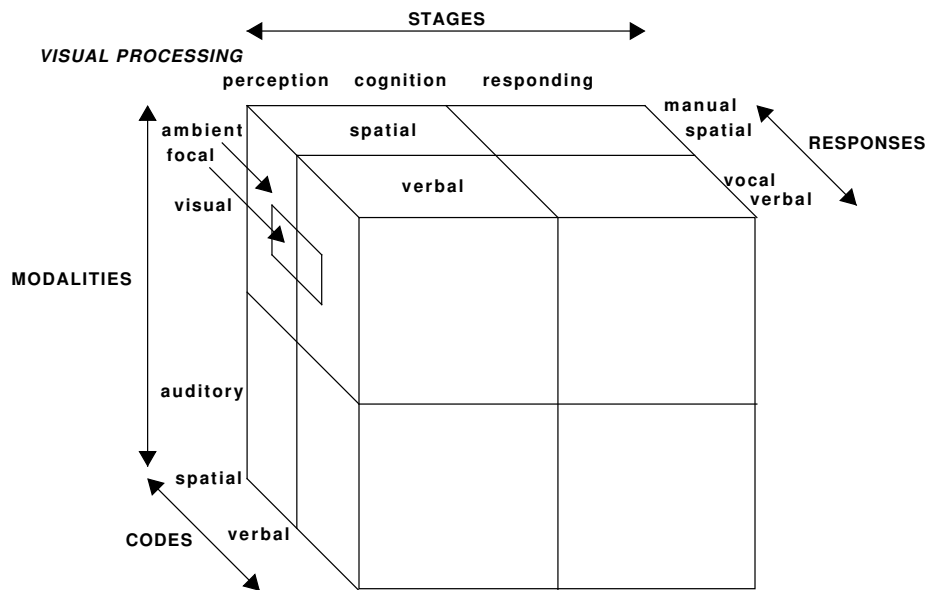 STAGES
VISUAL PROCESSING
perception cognition responding
manual
ambient spatial spatial
RESPONSES
focal
verbal vocal
visual verbal
MODALITIES
auditory
spatial
verbal
CODES